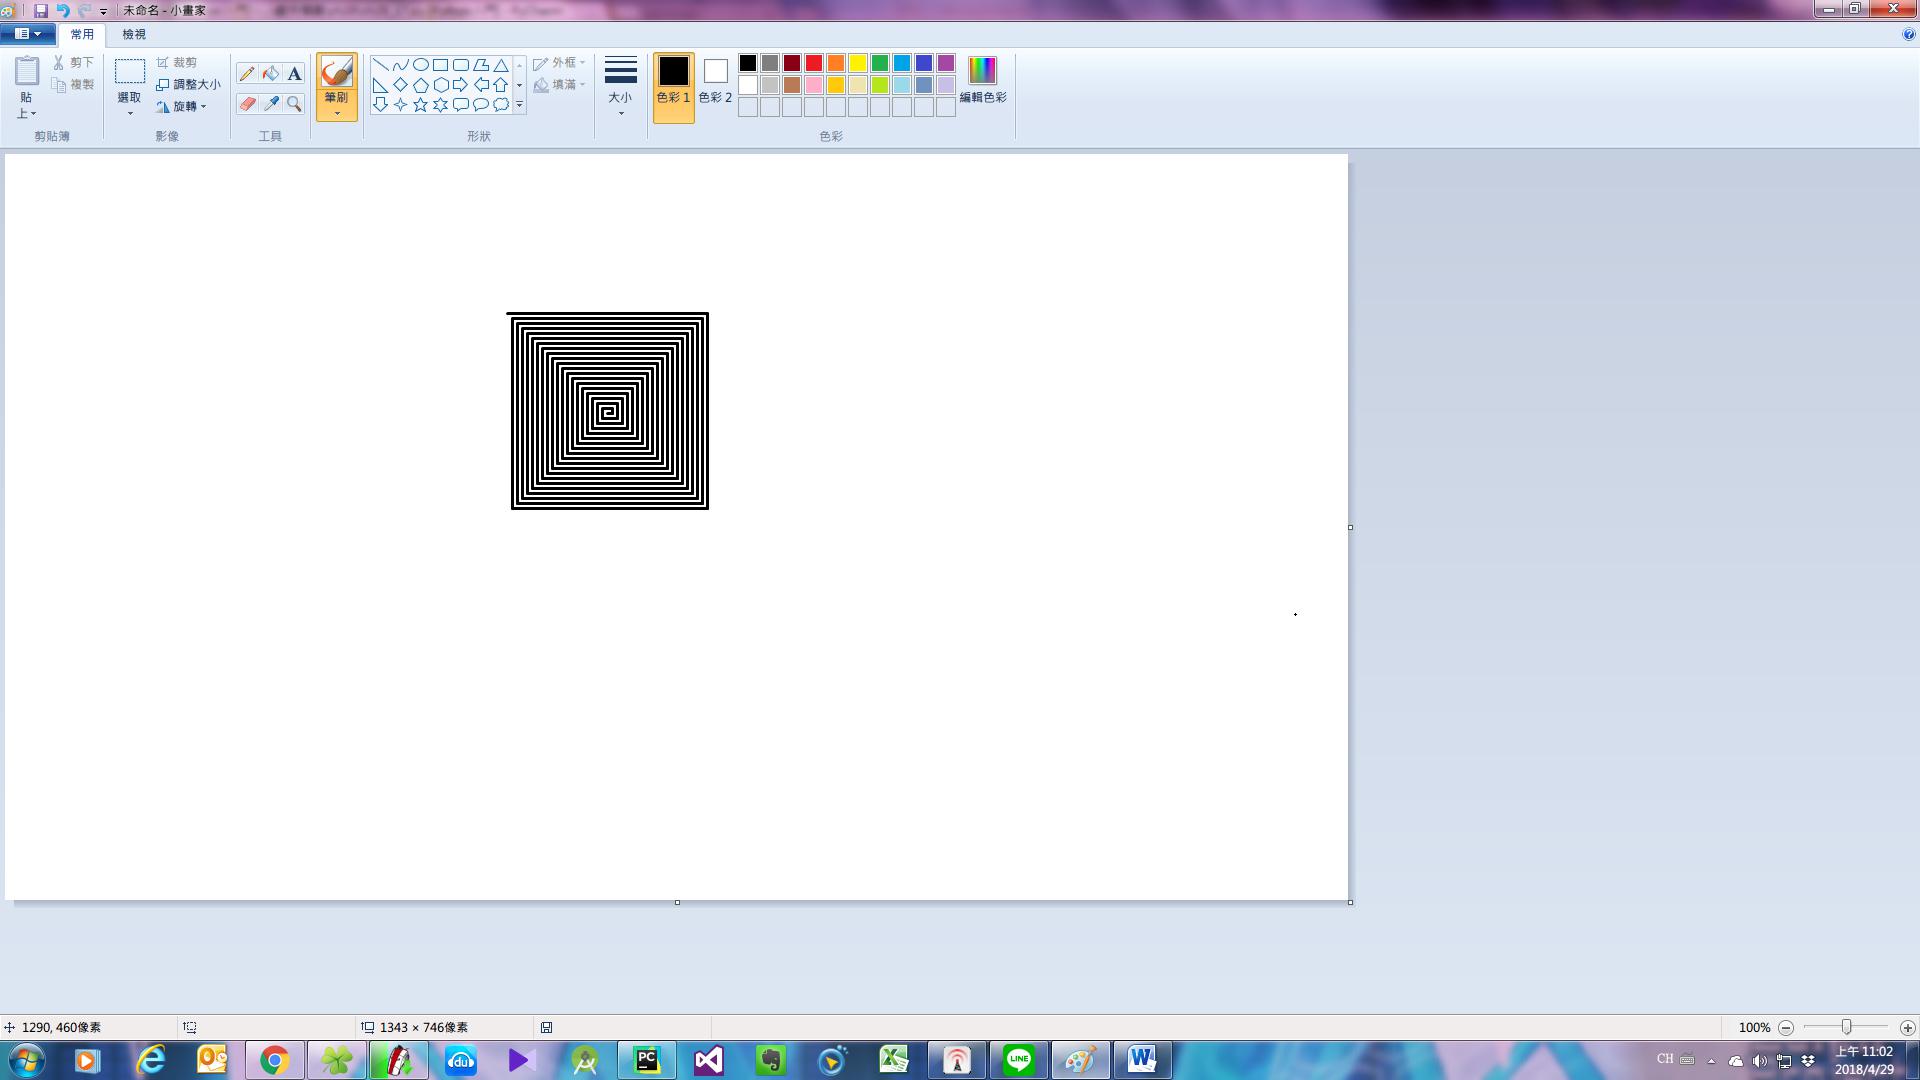 未命名 - 小畫家
常用
檢視
貼上
剪下
複製
剪貼簿
選取
裁剪
調整大小
旋轉
影像
A
工具
筆刷
形狀
外框
填滿
大小
色彩 1
色彩 2
編輯色彩
色彩
1290, 460像素
1343 × 746像素
100%
du
PC
LINE
W
CH
上午 11:02
2018/4/29